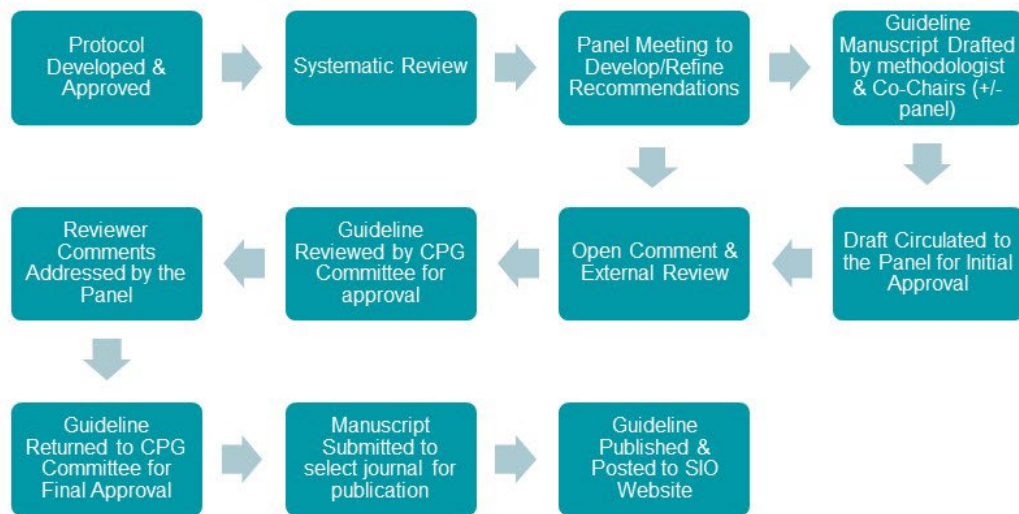 Protocol
Developed &
Approved
Systematic Review
Panel Meeting to
Develop/Refine
Recommendations
Guideline
Manuscript Drafted
by methodologist
& Co-Chairs (+/-
panel)
Draft Circulated to
the Panel for Initial
Approval
Open Comment &
External Review
Guideline
Reviewed by CPG
Committee for
approval
Reviewer
Comments
Addressed by the
Panel
Guideline
Returned to CPG
Committee for
Final Approval
Manuscript
Submitted to
select journal for
publication
Guideline
Published &
Posted to SIO
Website